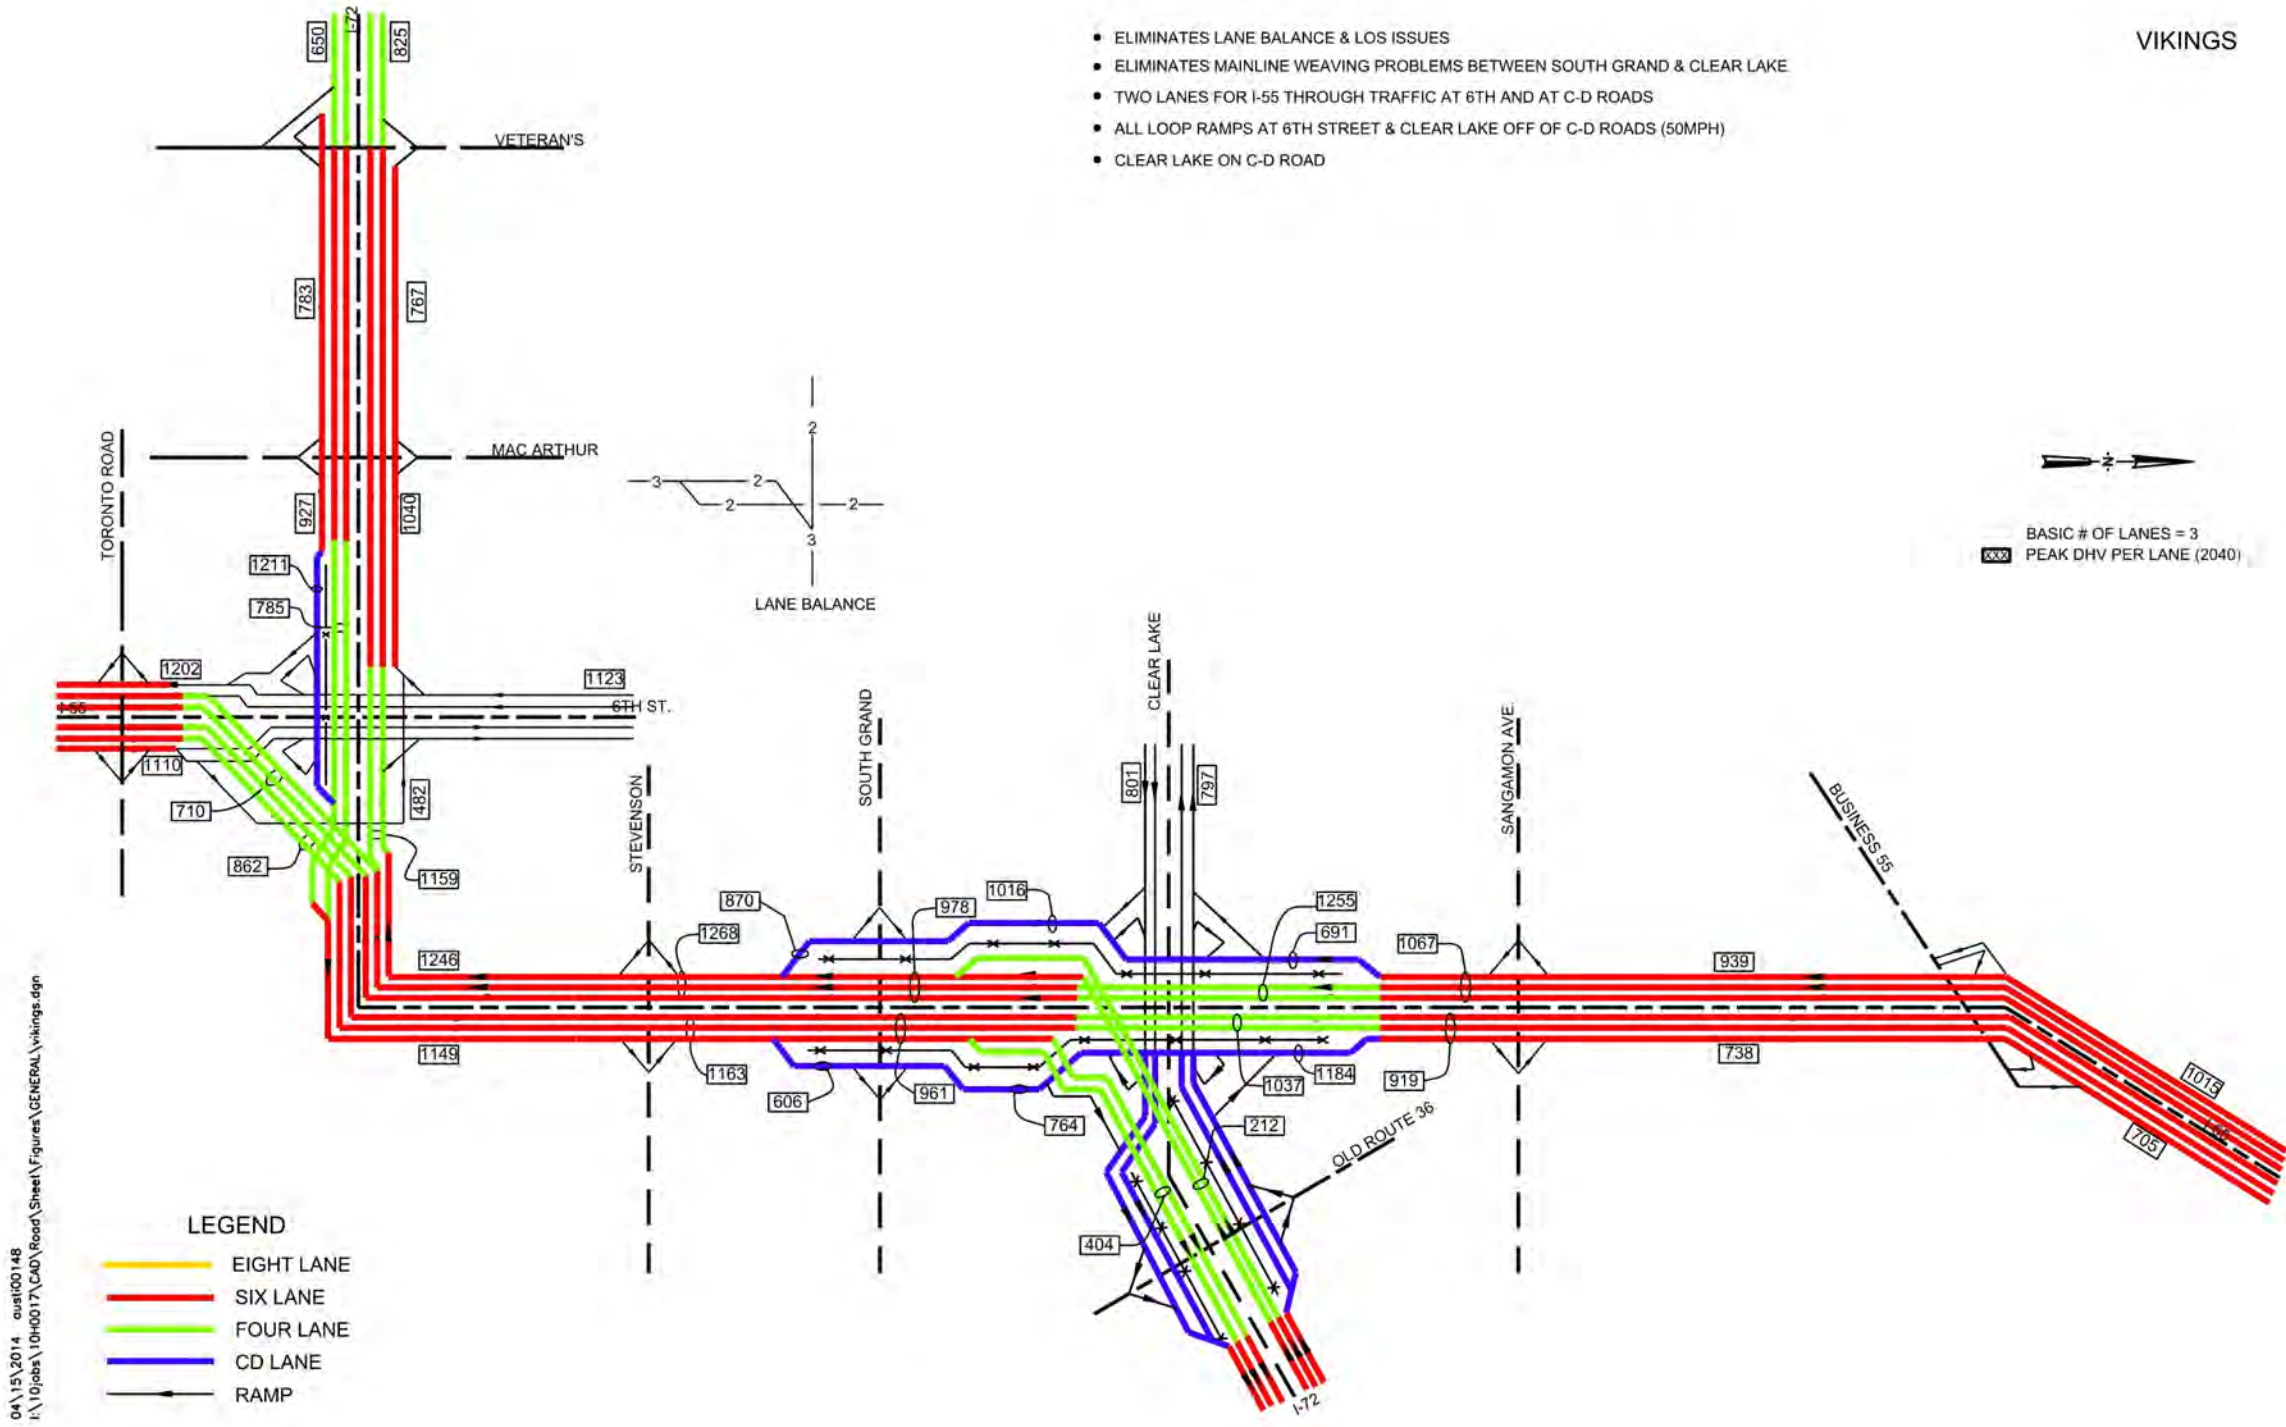 VIKINGS
ELIMINATES LANE BALANCE & LOS ISSUES
ELIMINATES MAINLINE WEAVING PROBLEMS BETWEEN SOUTH GRAND & CLEAR LAKE
TWO LANES FOR I-55 THROUGH TRAFFIC AT 6TH AND AT C-D ROADS
ALL LOOP RAMPS AT 6TH STREET & CLEAR LAKE OFF OF C-D ROADS (50MPH)
CLEAR LAKE ON C-D ROAD
650
I-72
825
VETERAN'S
783
767
TORONTO ROAD
MAC ARTHUR
927
1040
2
3
2
2
2
3
LANE BALANCE
N
BASIC # OF LANES = 3
XXX PEAK DHV PER LANE (2040)
1211
785
1202
1123
I-55
6TH ST.
1110
710
482
862
1159
STEVENSON
SOUTH GRAND
CLEAR LAKE
801
797
SANGAMON AVE.
BUSINESS 55
870
1016
978
1268
1246
1255
691
1067
939
1149
1163
606
961
764
1037
1184
212
919
738
1015
705
OLD ROUTE 36
404
I-72
LEGEND
EIGHT LANE
SIX LANE
FOUR LANE
CD LANE
RAMP
04\15\2014 austi00148
I:\10jobs\10H0017\CAD\Road\Sheet\Figures\GENERAL\vikings.dgn